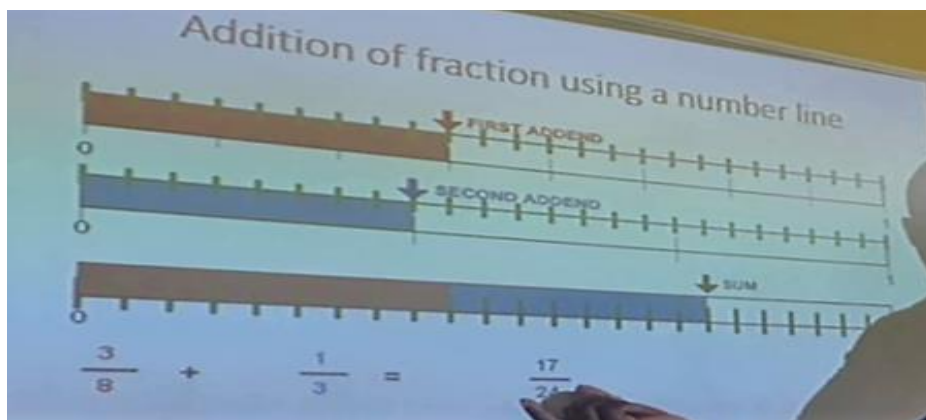 Addition of fraction using a number line
FIRST ADDEND
0
1
SECOND ADDEND
0
1
SUM
0
3/8 + 1/3 = 17/24